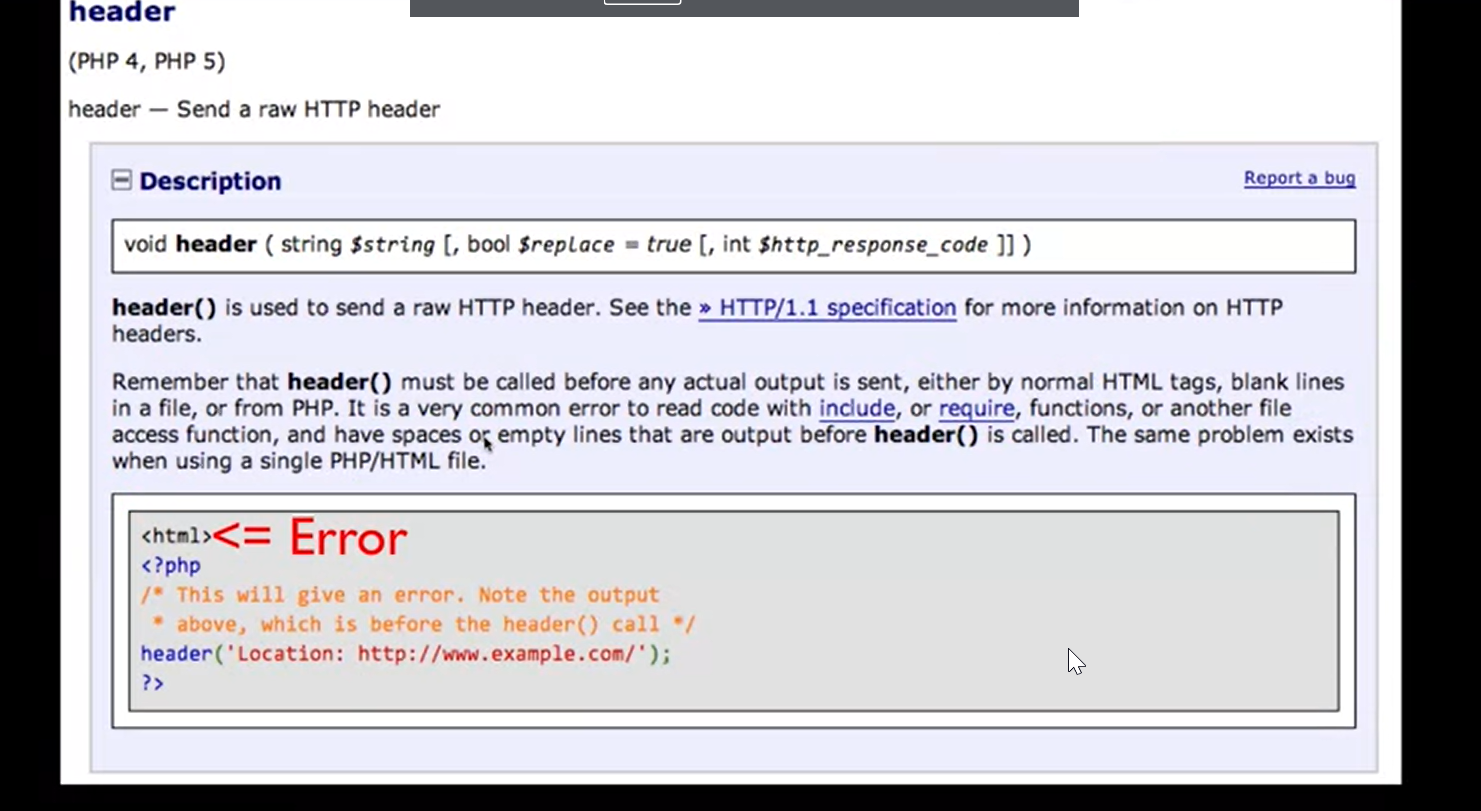 header
(PHP 4, PHP 5)
header — Send a raw HTTP header
Description
Report a bug
void header ( string $string [, bool $replace = true [, int $http_response_code ]] )
header() is used to send a raw HTTP header. See the » HTTP/1.1 specification for more information on HTTP
headers.
Remember that header() must be called before any actual output is sent, either by normal HTML tags, blank lines
in a file, or from PHP. It is a very common error to read code with include, or require, functions, or another file
access function, and have spaces or empty lines that are output before header() is called. The same problem exists
when using a single PHP/HTML file.
<html><= Error
<?php
/* This will give an error. Note the output
 * above, which is before the header() call */
header('Location: http://www.example.com/');
?>